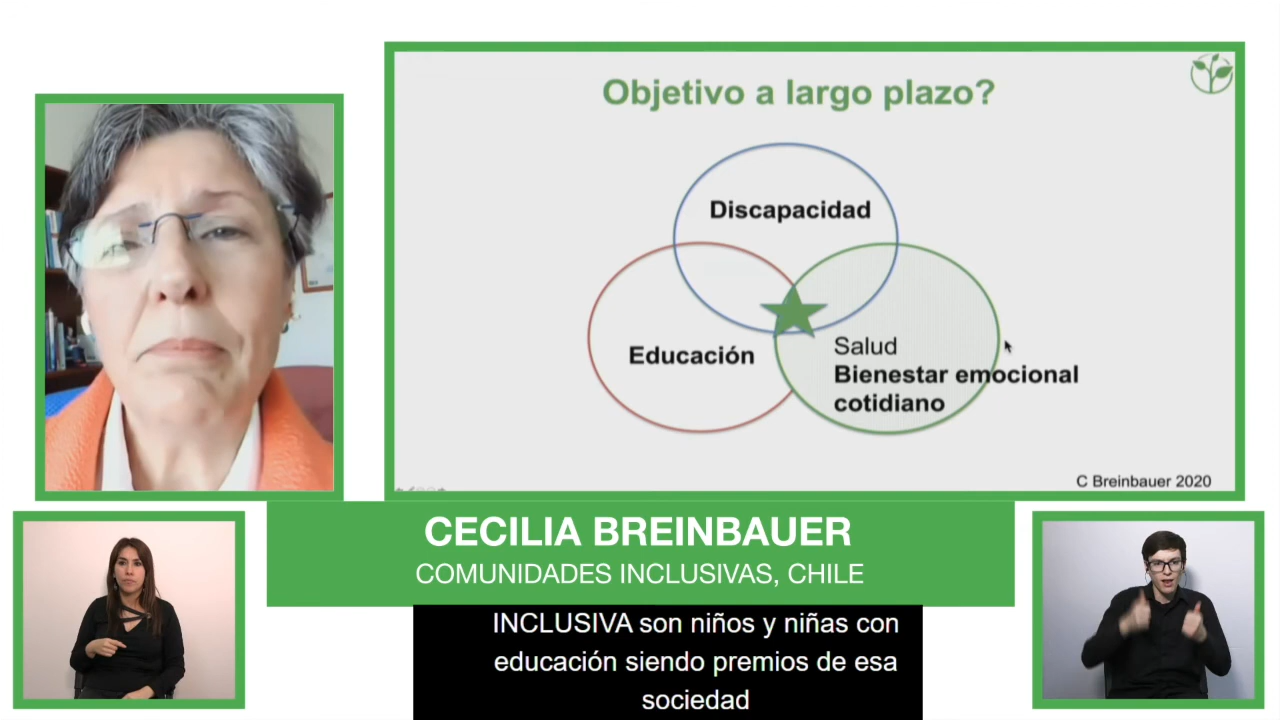 Objetivo a largo plazo?
Discapacidad
Educación
Salud
Bienestar emocional
cotidiano
C Breinbauer 2020
CECILIA BREINBAUER
COMUNIDADES INCLUSIVAS, CHILE
INCLUSIVA son niños y niñas con
educación siendo premios de esa
sociedad